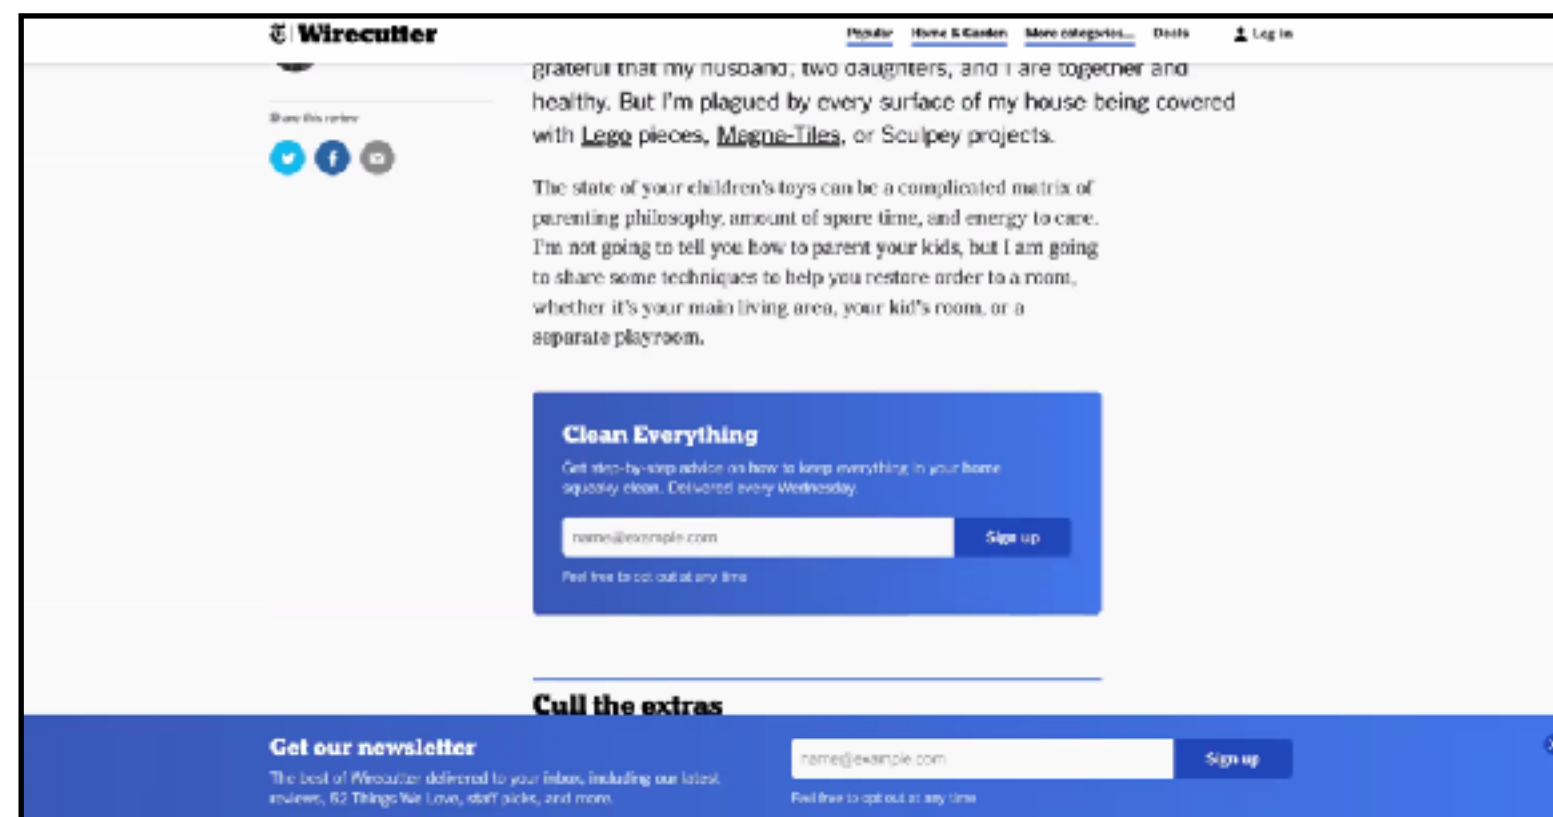 Wirecutter
Popular Home & Garden More categories... Deals Log in
Share this review
grateful that my husband, two daughters, and I are together and
healthy. But I'm plagued by every surface of my house being covered
with Lego pieces, Magna-Tiles, or Sculpey projects.
The state of your children's toys can be a complicated matrix of
parenting philosophy, amount of spare time, and energy to care.
I'm not going to tell you how to parent your kids, but I am going
to share some techniques to help you restore order to a room,
whether it's your main living area, your kid's room, or a
separate playroom.
Clean Everything
Get step-by-step advice on how to keep everything in your home
squeaky clean. Delivered every Wednesday.
name@example.com Sign up
Feel free to opt out at any time
Cull the extras
Get our newsletter
The best of Wirecutter delivered to your inbox, including our latest
reviews, 52 Things We Love, staff picks, and more.
name@example.com Sign up
Feel free to opt out at any time